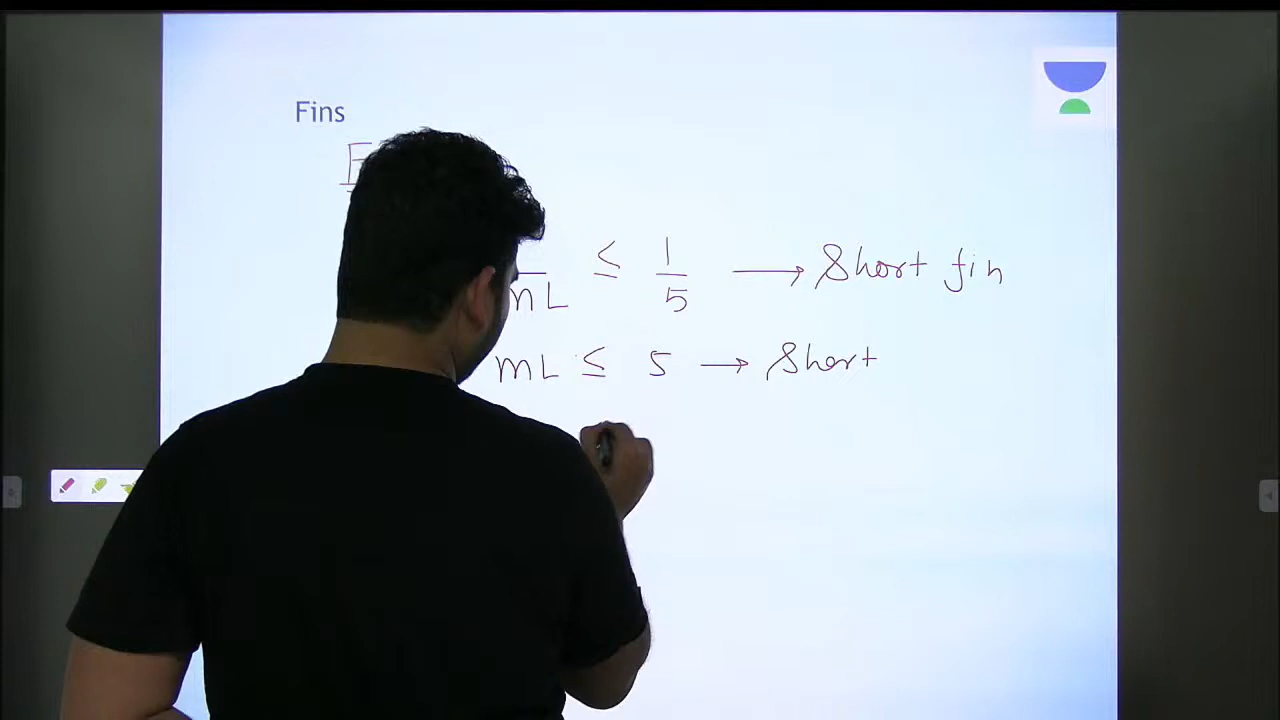 Fins
mL ≤ 1/5 → Short fin
mL ≤ 5 → Short